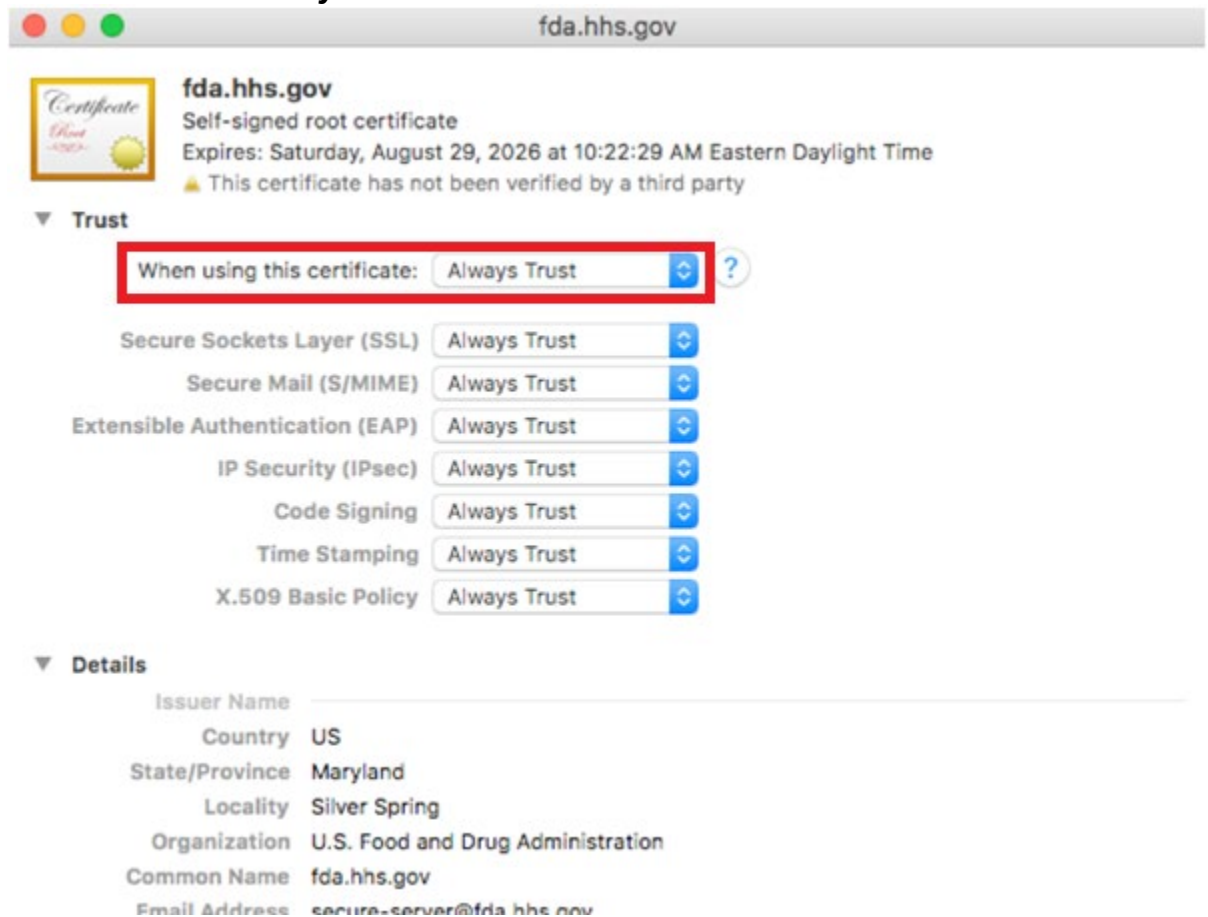 fda.hhs.gov
Certificate
Root
fda.hhs.gov
Self-signed root certificate
Expires: Saturday, August 29, 2026 at 10:22:29 AM Eastern Daylight Time
This certificate has not been verified by a third party
Trust
When using this certificate: Always Trust ?
Secure Sockets Layer (SSL) Always Trust
Secure Mail (S/MIME) Always Trust
Extensible Authentication (EAP) Always Trust
IP Security (IPsec) Always Trust
Code Signing Always Trust
Time Stamping Always Trust
X.509 Basic Policy Always Trust
Details
Issuer Name
Country US
State/Province Maryland
Locality Silver Spring
Organization U.S. Food and Drug Administration
Common Name fda.hhs.gov
Email Address secure-server@fda.hhs.gov